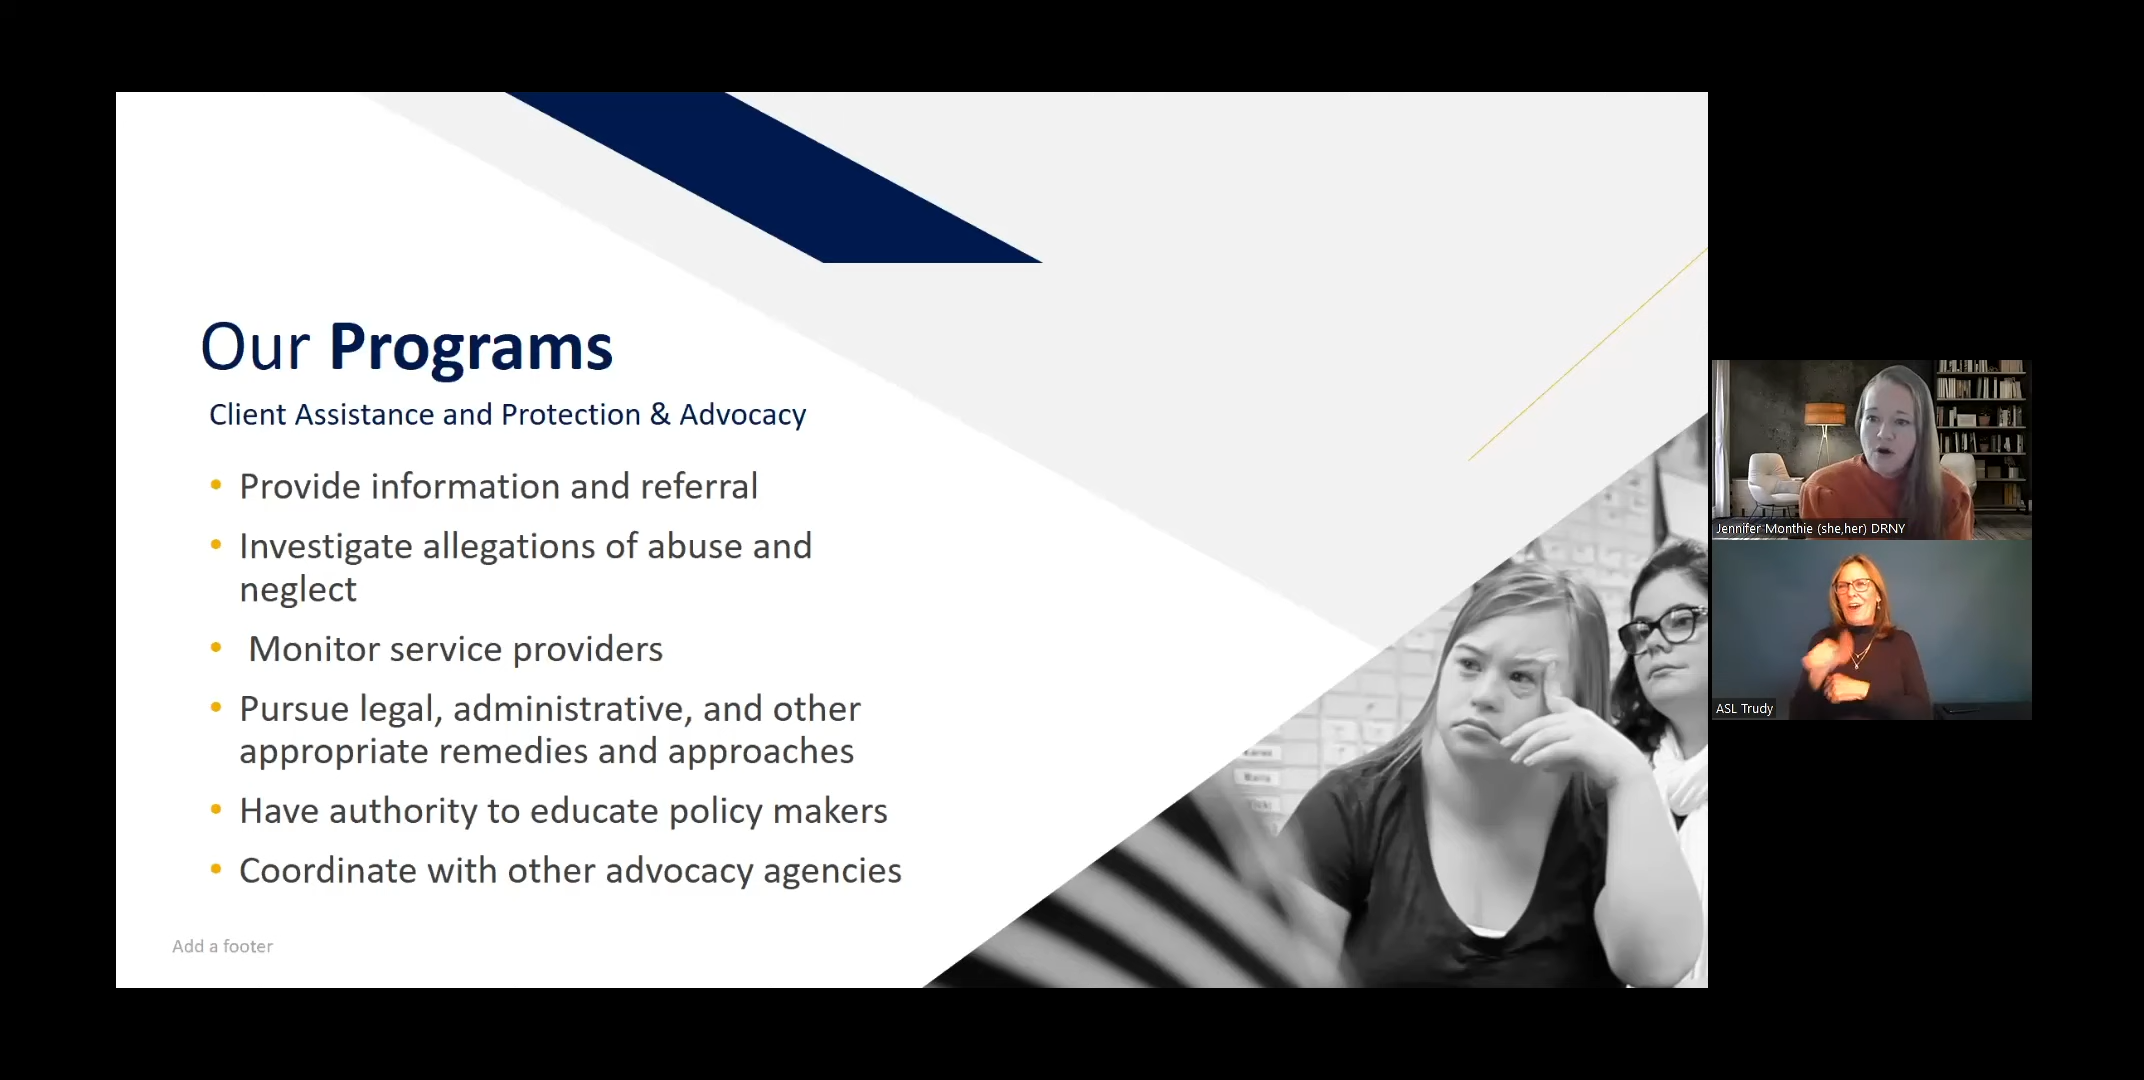 Our Programs
Client Assistance and Protection & Advocacy
• Provide information and referral
• Investigate allegations of abuse and
neglect
• Monitor service providers
• Pursue legal, administrative, and other
appropriate remedies and approaches
• Have authority to educate policy makers
• Coordinate with other advocacy agencies
Add a footer
Jennifer Monthie (she,her) DRNY
ASL Trudy